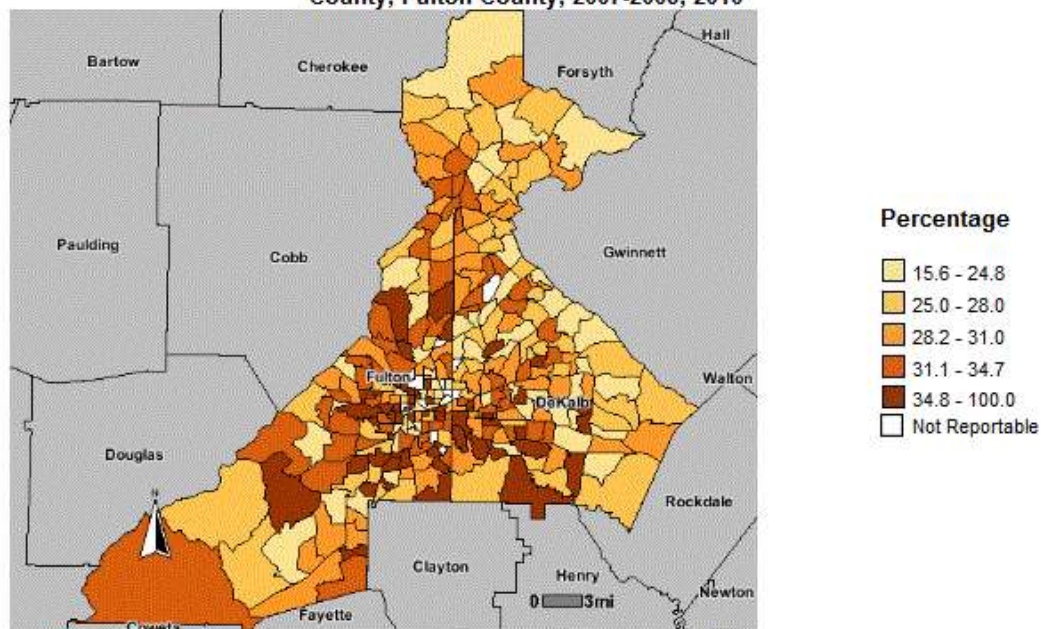 County, Fulton County, 2007-2008, 2010
Hall
Bartow
Cherokee
Forsyth
Paulding
Cobb
Gwinnett
Percentage
15.6 - 24.8
25.0 - 28.0
28.2 - 31.0
31.1 - 34.7
34.8 - 100.0
Not Reportable
Fulton
Walton
DeKalb
Douglas
N
Rockdale
Clayton
Henry
Newton
0 3mi
Fayette
Coweta